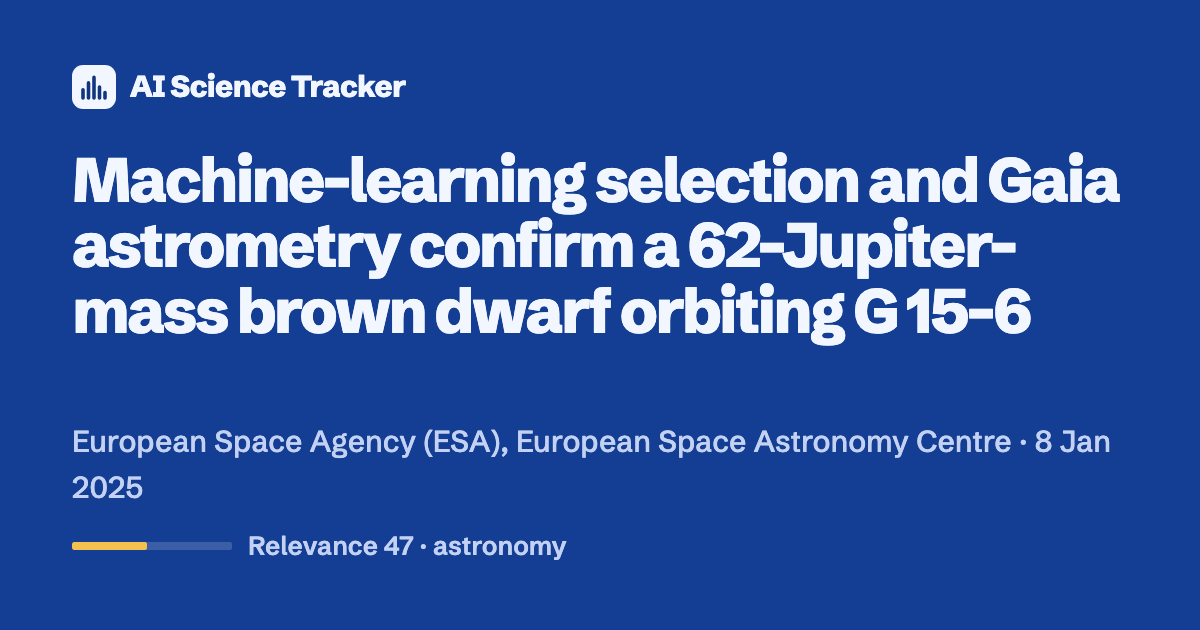 AI Science Tracker
Machine-learning selection and Gaia
astrometry confirm a 62-Jupiter-
mass brown dwarf orbiting G 15-6
European Space Agency (ESA), European Space Astronomy Centre · 8 Jan
2025
Relevance 47 · astronomy